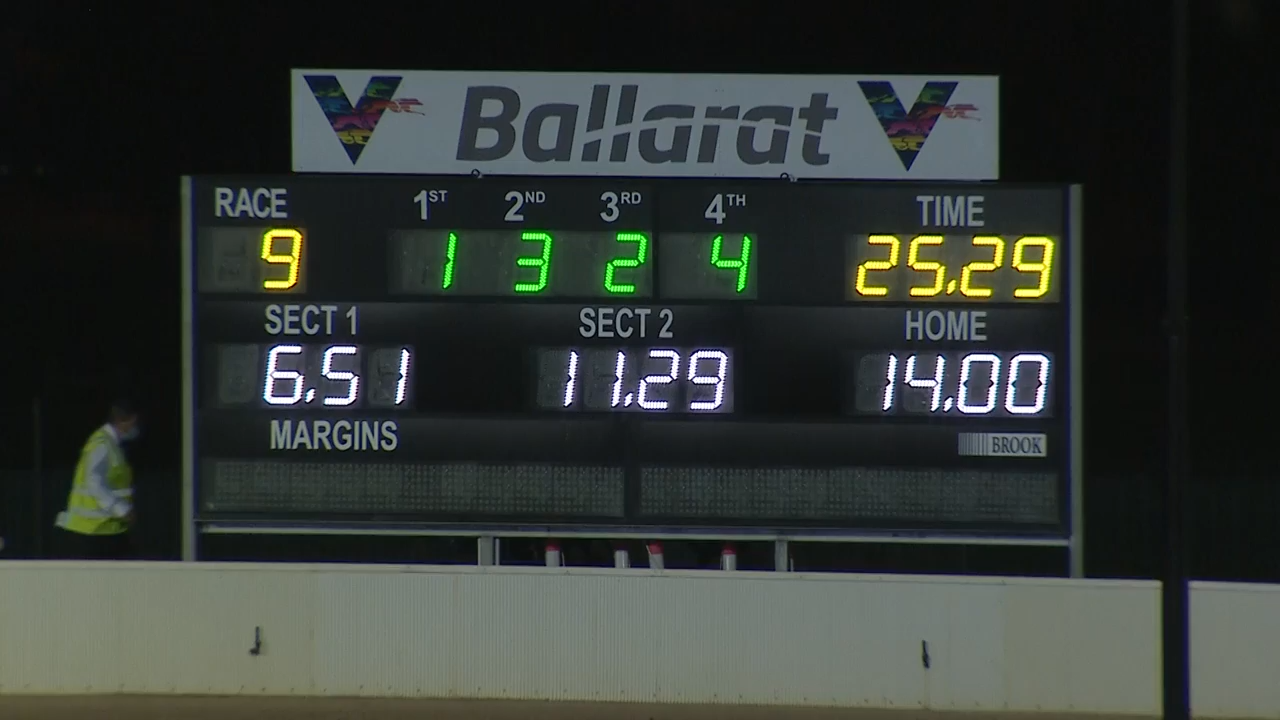 V Ballarat V
RACE 1ST 2ND 3RD 4TH TIME
9 1 3 2 4 25.29
SECT 1 SECT 2 HOME
6.51 11.29 14.00
MARGINS
BROOK